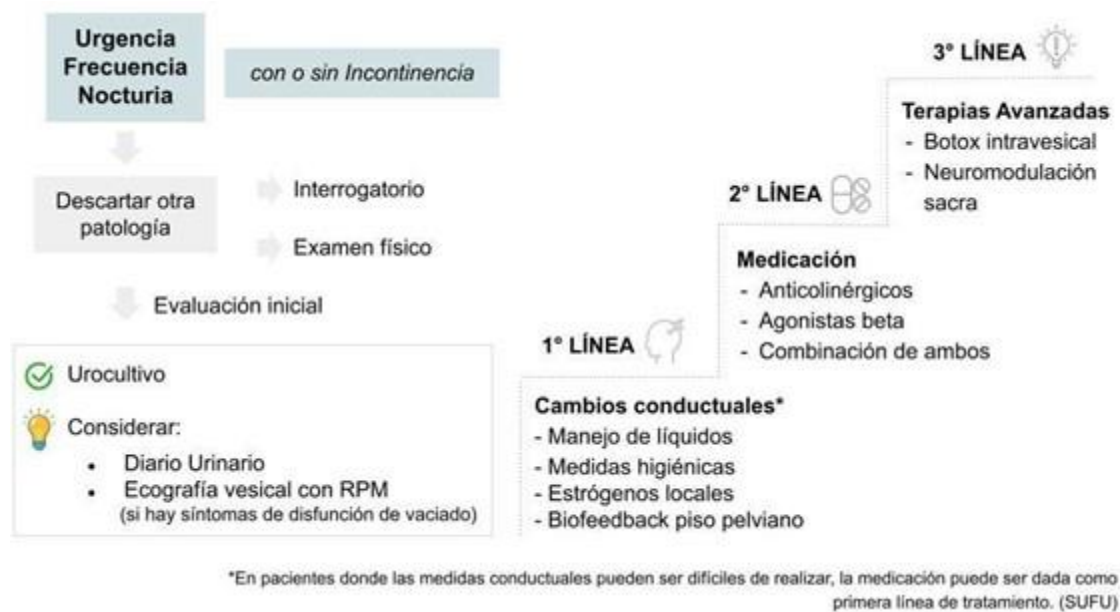 Urgencia
Frecuencia
Nocturia
con o sin Incontinencia
Descartar otra
patología
Interrogatorio
Examen físico
Evaluación inicial
Urocultivo
Considerar:
• Diario Urinario
• Ecografía vesical con RPM
(si hay síntomas de disfunción de vaciado)
1° LÍNEA
Cambios conductuales*
- Manejo de líquidos
- Medidas higiénicas
- Estrógenos locales
- Biofeedback piso pelviano
2° LÍNEA
Medicación
- Anticolinérgicos
- Agonistas beta
- Combinación de ambos
3° LÍNEA
Terapias Avanzadas
- Botox intravesical
- Neuromodulación
sacra
*En pacientes donde las medidas conductuales pueden ser difíciles de realizar, la medicación puede ser dada como
primera línea de tratamiento. (SUFU)